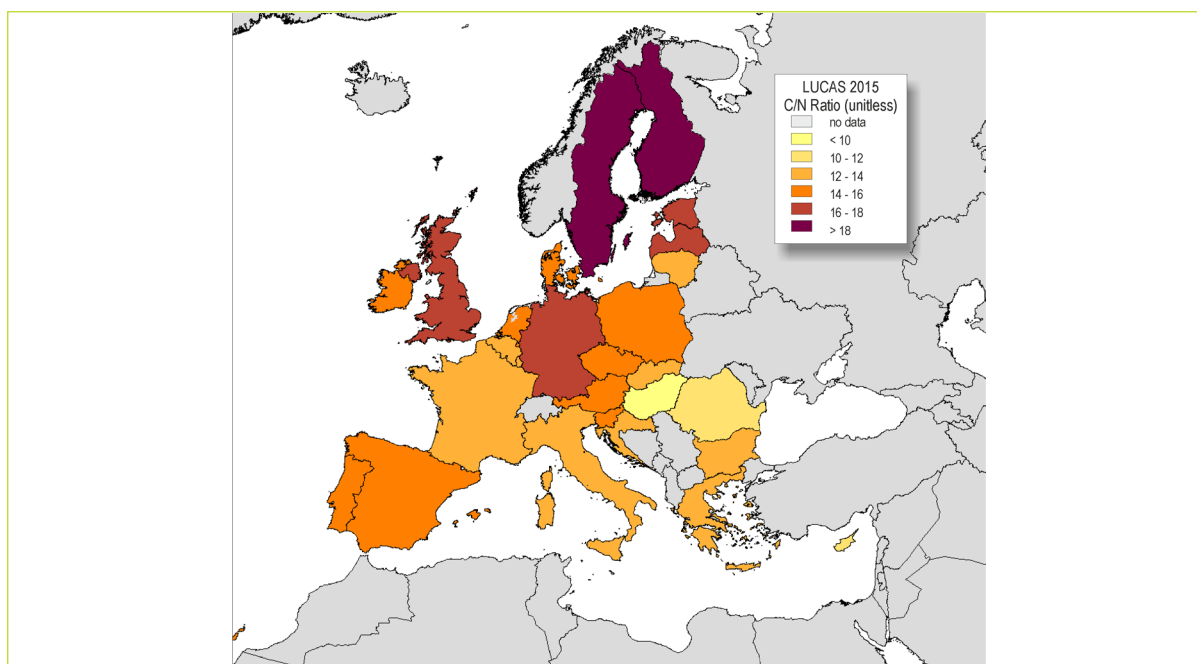 LUCAS 2015
C/N Ratio (unitless)
no data
< 10
10 - 12
12 - 14
14 - 16
16 - 18
> 18